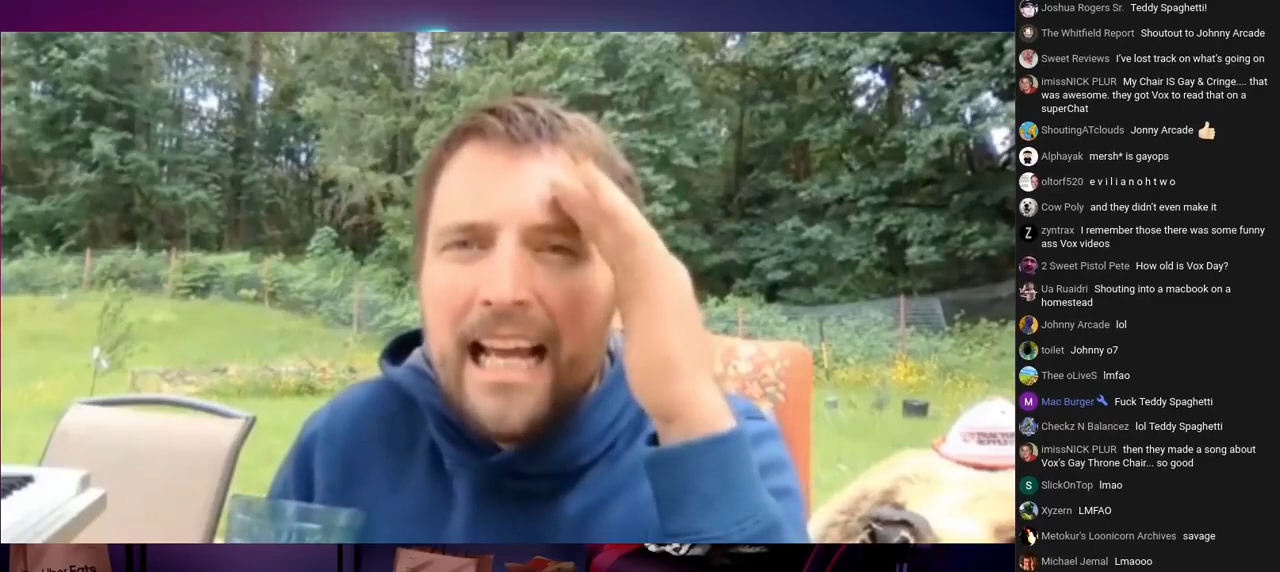 Joshua Rogers Sr. Teddy Spaghetti!
The Whitfield Report Shoutout to Johnny Arcade
Sweet Reviews I've lost track on what's going on
imissNICK PLUR My Chair IS Gay & Cringe.... that
was awesome. they got Vox to read that on a
superChat
ShoutingATclouds Jonny Arcade 👍🏻
Alphayak mersh* is gayops
oltorf520 e v i l i a n o h t w o
Cow Poly and they didn't even make it
Z zyntrax I remember those there was some funny
ass Vox videos
2 Sweet Pistol Pete How old is Vox Day?
Ua Ruaidri Shouting into a macbook on a
homestead
Johnny Arcade lol
toilet Johnny o7
Thee oLiveS lmfao
M Mac Burger Fuck Teddy Spaghetti
Checkz N Balancez lol Teddy Spaghetti
imissNICK PLUR then they made a song about
Vox's Gay Throne Chair... so good
S SlickOnTop lmao
Xyzern LMFAO
Metokur's Loonicorn Archives savage
Michael Jemal Lmaooo
Uber Eats